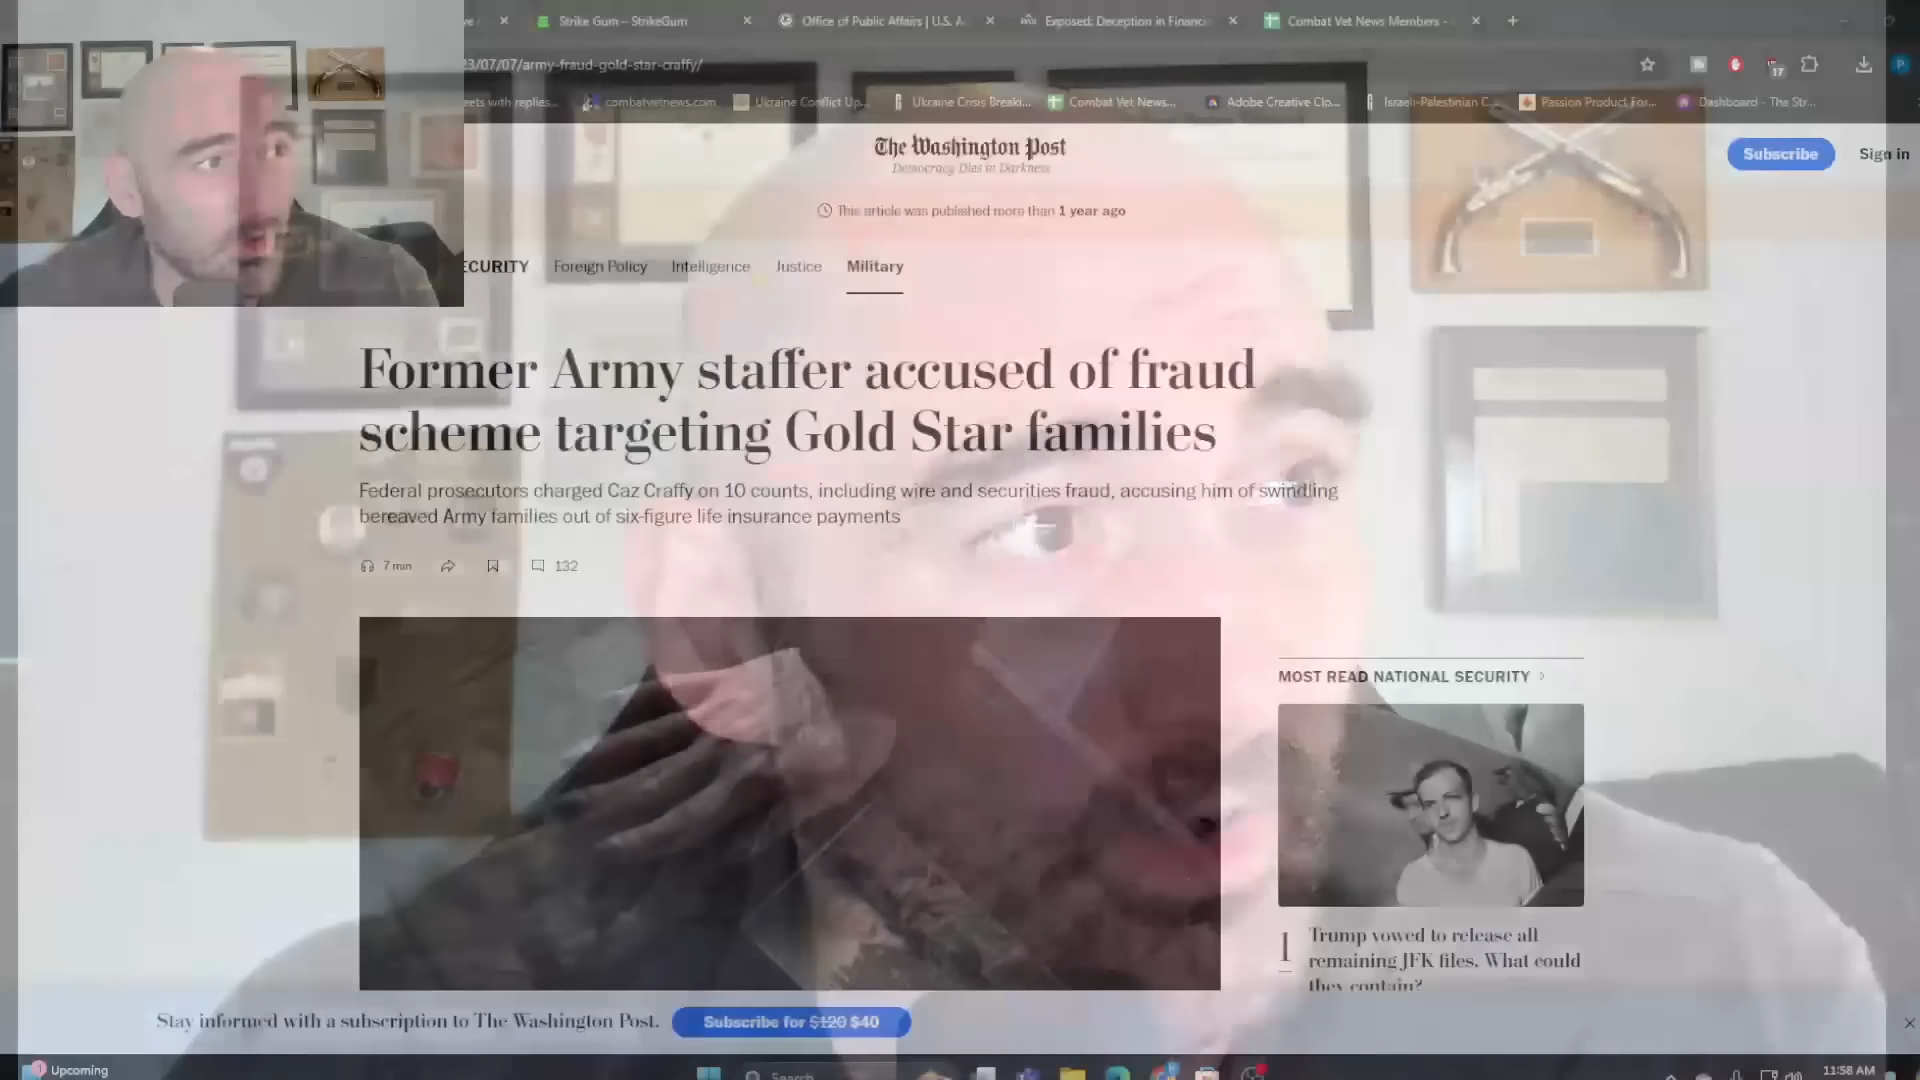 Strike Gum – StrikeGum
Office of Public Affairs | U.S. A
Exposed: Deception in Financ
Combat Vet News Members -
23/07/07/army-fraud-gold-star-craffy/
17
eets with replies...
combatvetnews.com
Ukraine Conflict Up...
Ukraine Crisis Breaki...
Combat Vet News...
Adobe Creative Clo...
Israeli-Palestinian C...
Passion Product For...
Dashboard - The Str...
The Washington Post
Democracy Dies in Darkness
Subscribe
Sign in
This article was published more than 1 year ago
ECURITY
Foreign Policy
Intelligence
Justice
Military
Former Army staffer accused of fraud
scheme targeting Gold Star families
Federal prosecutors charged Caz Craffy on 10 counts, including wire and securities fraud, accusing him of swindling
bereaved Army families out of six-figure life insurance payments
7 min
132
MOST READ NATIONAL SECURITY
1
Trump vowed to release all
remaining JFK files. What could
they contain?
Stay informed with a subscription to The Washington Post.
Subscribe for $120 $40
Upcoming
Search
11:58 AM